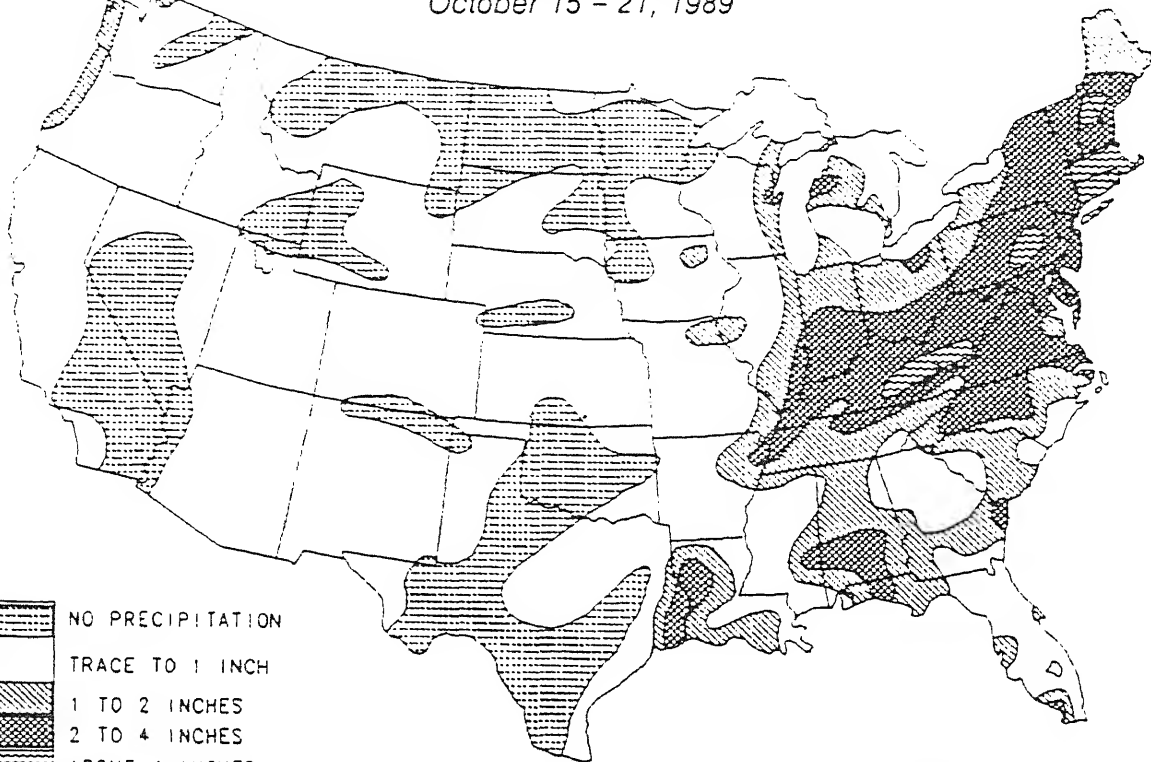 October 15 - 21, 1989
NO PRECIPITATION
TRACE TO 1 INCH
1 TO 2 INCHES
2 TO 4 INCHES